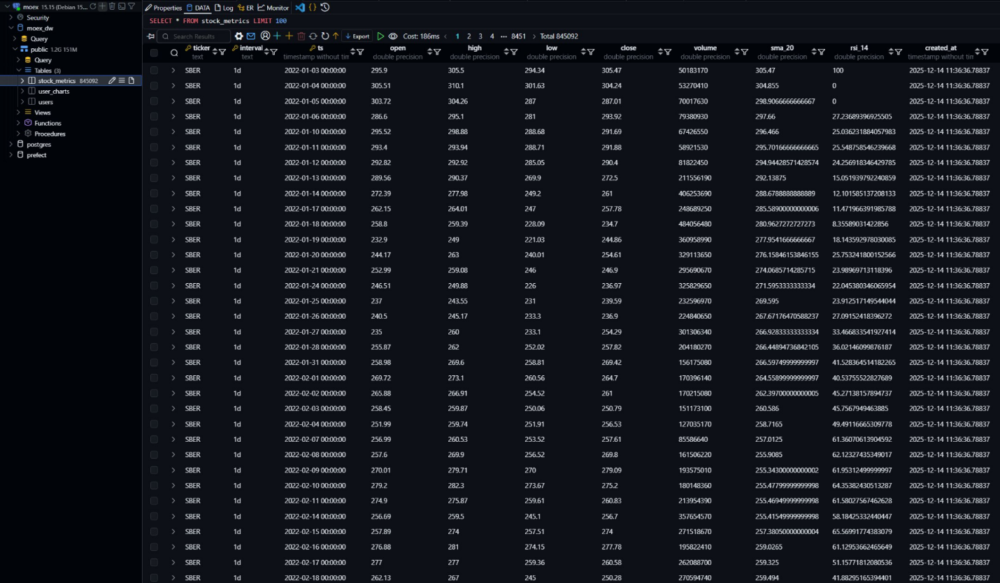 moex 15.15 (Debian 15...
Security
moex_dw
Query
public 1.2G 151M
Query
Tables (3)
stock_metrics 845092
user_charts
users
Views
Functions
Procedures
postgres
prefect
Properties DATA Log ER Monitor
SELECT * FROM stock_metrics LIMIT 100
Search Results Export Cost: 186ms < 1 2 3 4 ... 8451 > Total 845092
ticker interval ts open high low close volume sma_20 rsi_14 created_at
text text timestamp without tin double precision double precision double precision double precision double precision double precision double precision timestamp without tin
SBER 1d 2022-01-03 00:00:00 295.9 305.5 294.34 305.47 50183170 305.47 100 2025-12-14 11:36:36.78837
SBER 1d 2022-01-04 00:00:00 305.51 310.1 301.63 304.24 53270410 304.855 0 2025-12-14 11:36:36.78837
SBER 1d 2022-01-05 00:00:00 303.72 304.26 287 287.01 70017630 298.9066666666667 0 2025-12-14 11:36:36.78837
SBER 1d 2022-01-06 00:00:00 286.6 295.1 281 293.92 79380930 297.66 27.23689396925505 2025-12-14 11:36:36.78837
SBER 1d 2022-01-10 00:00:00 295.52 298.88 288.68 291.69 67426550 296.466 25.036231884057983 2025-12-14 11:36:36.78837
SBER 1d 2022-01-11 00:00:00 293.4 293.94 288.71 291.88 58921530 295.70166666666665 25.548758546239668 2025-12-14 11:36:36.78837
SBER 1d 2022-01-12 00:00:00 292.82 292.92 285.05 290.4 81822450 294.94428571428574 24.256918346429785 2025-12-14 11:36:36.78837
SBER 1d 2022-01-13 00:00:00 289.56 290.37 269.9 272.5 211556190 292.13875 15.051939792240859 2025-12-14 11:36:36.78837
SBER 1d 2022-01-14 00:00:00 272.39 277.98 249.2 261 406253690 288.6788888888889 12.101585137208133 2025-12-14 11:36:36.78837
SBER 1d 2022-01-17 00:00:00 262.15 264.01 247 257.78 248689250 285.58900000000006 11.471966391985788 2025-12-14 11:36:36.78837
SBER 1d 2022-01-18 00:00:00 258.8 259.39 228.09 234.7 484056480 280.9627272727273 8.35589031422856 2025-12-14 11:36:36.78837
SBER 1d 2022-01-19 00:00:00 232.9 249 221.03 244.86 360958990 277.9541666666667 18.143592978030085 2025-12-14 11:36:36.78837
SBER 1d 2022-01-20 00:00:00 244.17 263 240.01 254.61 329113650 276.15846153846155 25.753241800152566 2025-12-14 11:36:36.78837
SBER 1d 2022-01-21 00:00:00 252.99 259.08 246 246.9 295690670 274.0685714285715 23.98969713118396 2025-12-14 11:36:36.78837
SBER 1d 2022-01-24 00:00:00 246.51 249.88 226 236.97 325829650 271.5953333333334 22.045380346065954 2025-12-14 11:36:36.78837
SBER 1d 2022-01-25 00:00:00 237 243.55 231 239.59 232596970 269.595 23.912517149544044 2025-12-14 11:36:36.78837
SBER 1d 2022-01-26 00:00:00 240.5 245.17 233.3 236.9 224840650 267.67176470588237 27.09152418396272 2025-12-14 11:36:36.78837
SBER 1d 2022-01-27 00:00:00 235 260 233.1 254.29 301306340 266.92833333333334 33.466833541927414 2025-12-14 11:36:36.78837
SBER 1d 2022-01-28 00:00:00 255.87 262 252.02 257.82 204180270 266.44894736842105 36.02146099876187 2025-12-14 11:36:36.78837
SBER 1d 2022-01-31 00:00:00 258.98 269.6 258.81 269.42 156175080 266.59749999999997 41.528364514182265 2025-12-14 11:36:36.78837
SBER 1d 2022-02-01 00:00:00 269.72 273.1 260.56 264.7 170396140 264.55899999999997 40.53755522827689 2025-12-14 11:36:36.78837
SBER 1d 2022-02-02 00:00:00 265.88 266.91 254.52 261 170215080 262.39700000000005 45.27138157894737 2025-12-14 11:36:36.78837
SBER 1d 2022-02-03 00:00:00 258.45 259.87 250.06 250.79 151173100 260.586 45.7567949463885 2025-12-14 11:36:36.78837
SBER 1d 2022-02-04 00:00:00 251.99 259.74 251.91 256.53 127035170 258.7165 49.49116665309778 2025-12-14 11:36:36.78837
SBER 1d 2022-02-07 00:00:00 256.99 260.53 253.52 257.61 85586640 257.0125 61.36070613904592 2025-12-14 11:36:36.78837
SBER 1d 2022-02-08 00:00:00 257.6 269.9 256.52 269.8 161506220 255.9085 62.12327435349017 2025-12-14 11:36:36.78837
SBER 1d 2022-02-09 00:00:00 270.01 279.71 270 279.09 193575010 255.34300000000002 61.95312499999997 2025-12-14 11:36:36.78837
SBER 1d 2022-02-10 00:00:00 279.2 282.3 273.67 275.2 180148360 255.47799999999998 64.35382430513287 2025-12-14 11:36:36.78837
SBER 1d 2022-02-11 00:00:00 274.9 275.87 259.61 260.83 213954390 255.46949999999998 61.58027567462628 2025-12-14 11:36:36.78837
SBER 1d 2022-02-14 00:00:00 256.69 259.5 245.1 256.7 357654570 255.41549999999998 58.18425332440447 2025-12-14 11:36:36.78837
SBER 1d 2022-02-15 00:00:00 257.89 274 257.51 274 271518670 257.38050000000004 65.56991774383079 2025-12-14 11:36:36.78837
SBER 1d 2022-02-16 00:00:00 276.88 281 274.15 277.78 195822410 259.0265 61.12953662465649 2025-12-14 11:36:36.78837
SBER 1d 2022-02-17 00:00:00 277 277 259.36 260.58 262088700 259.325 51.15771812080536 2025-12-14 11:36:36.78837
SBER 1d 2022-02-18 00:00:00 262.13 267 245 250.28 270594740 259.494 41.88295165394401 2025-12-14 11:36:36.78837